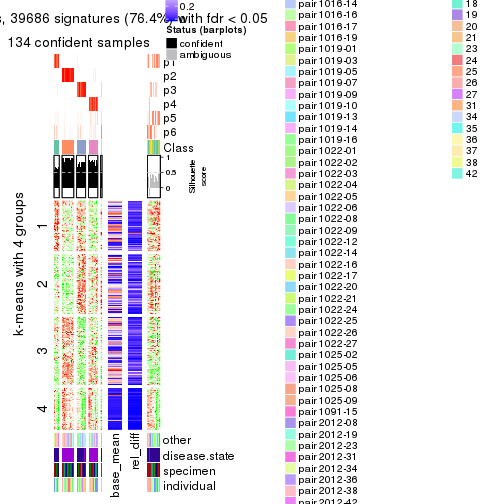 s, 39686 signatures (76.4%) with fdr < 0.05
134 confident samples
0.2
Status (barplots)
confident
ambiguous
p1
p2
p3
p4
p5
p6
Class
1
0.5
0
Silhouette
score
k-means with 4 groups
1
2
3
4
base_mean
rel_diff
other
disease.state
specimen
individual
pair1016-14
pair1016-16
pair1016-17
pair1016-19
pair1019-01
pair1019-03
pair1019-05
pair1019-07
pair1019-09
pair1019-10
pair1019-13
pair1019-14
pair1019-16
pair1022-01
pair1022-02
pair1022-03
pair1022-04
pair1022-05
pair1022-06
pair1022-08
pair1022-09
pair1022-12
pair1022-14
pair1022-16
pair1022-17
pair1022-20
pair1022-21
pair1022-24
pair1022-25
pair1022-26
pair1022-27
pair1025-02
pair1025-05
pair1025-06
pair1025-08
pair1025-09
pair1091-15
pair2012-08
pair2012-19
pair2012-23
pair2012-31
pair2012-34
pair2012-36
pair2012-38
pair2012-42
18
19
20
21
23
24
25
26
27
31
34
35
36
37
38
42